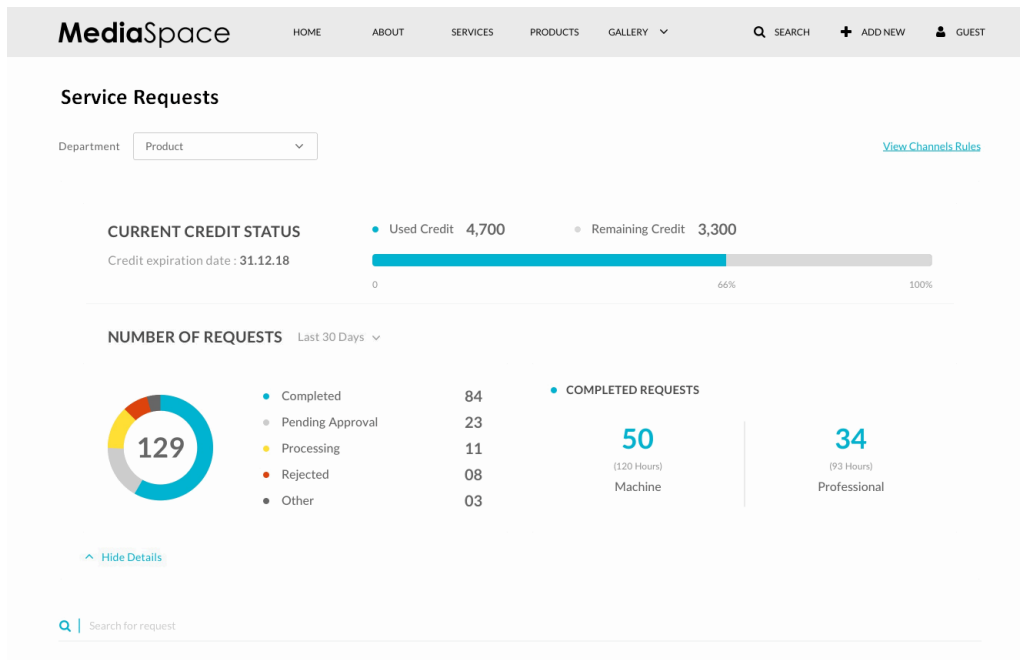 MediaSpace HOME ABOUT SERVICES PRODUCTS GALLERY SEARCH ADD NEW GUEST
Service Requests
Department Product View Channels Rules
CURRENT CREDIT STATUS Used Credit 4,700 Remaining Credit 3,300
Credit expiration date : 31.12.18
0 66% 100%
NUMBER OF REQUESTS Last 30 Days
129
Completed 84
Pending Approval 23
Processing 11
Rejected 08
Other 03
COMPLETED REQUESTS
50 34
(120 Hours) (93 Hours)
Machine Professional
Hide Details
Search for request